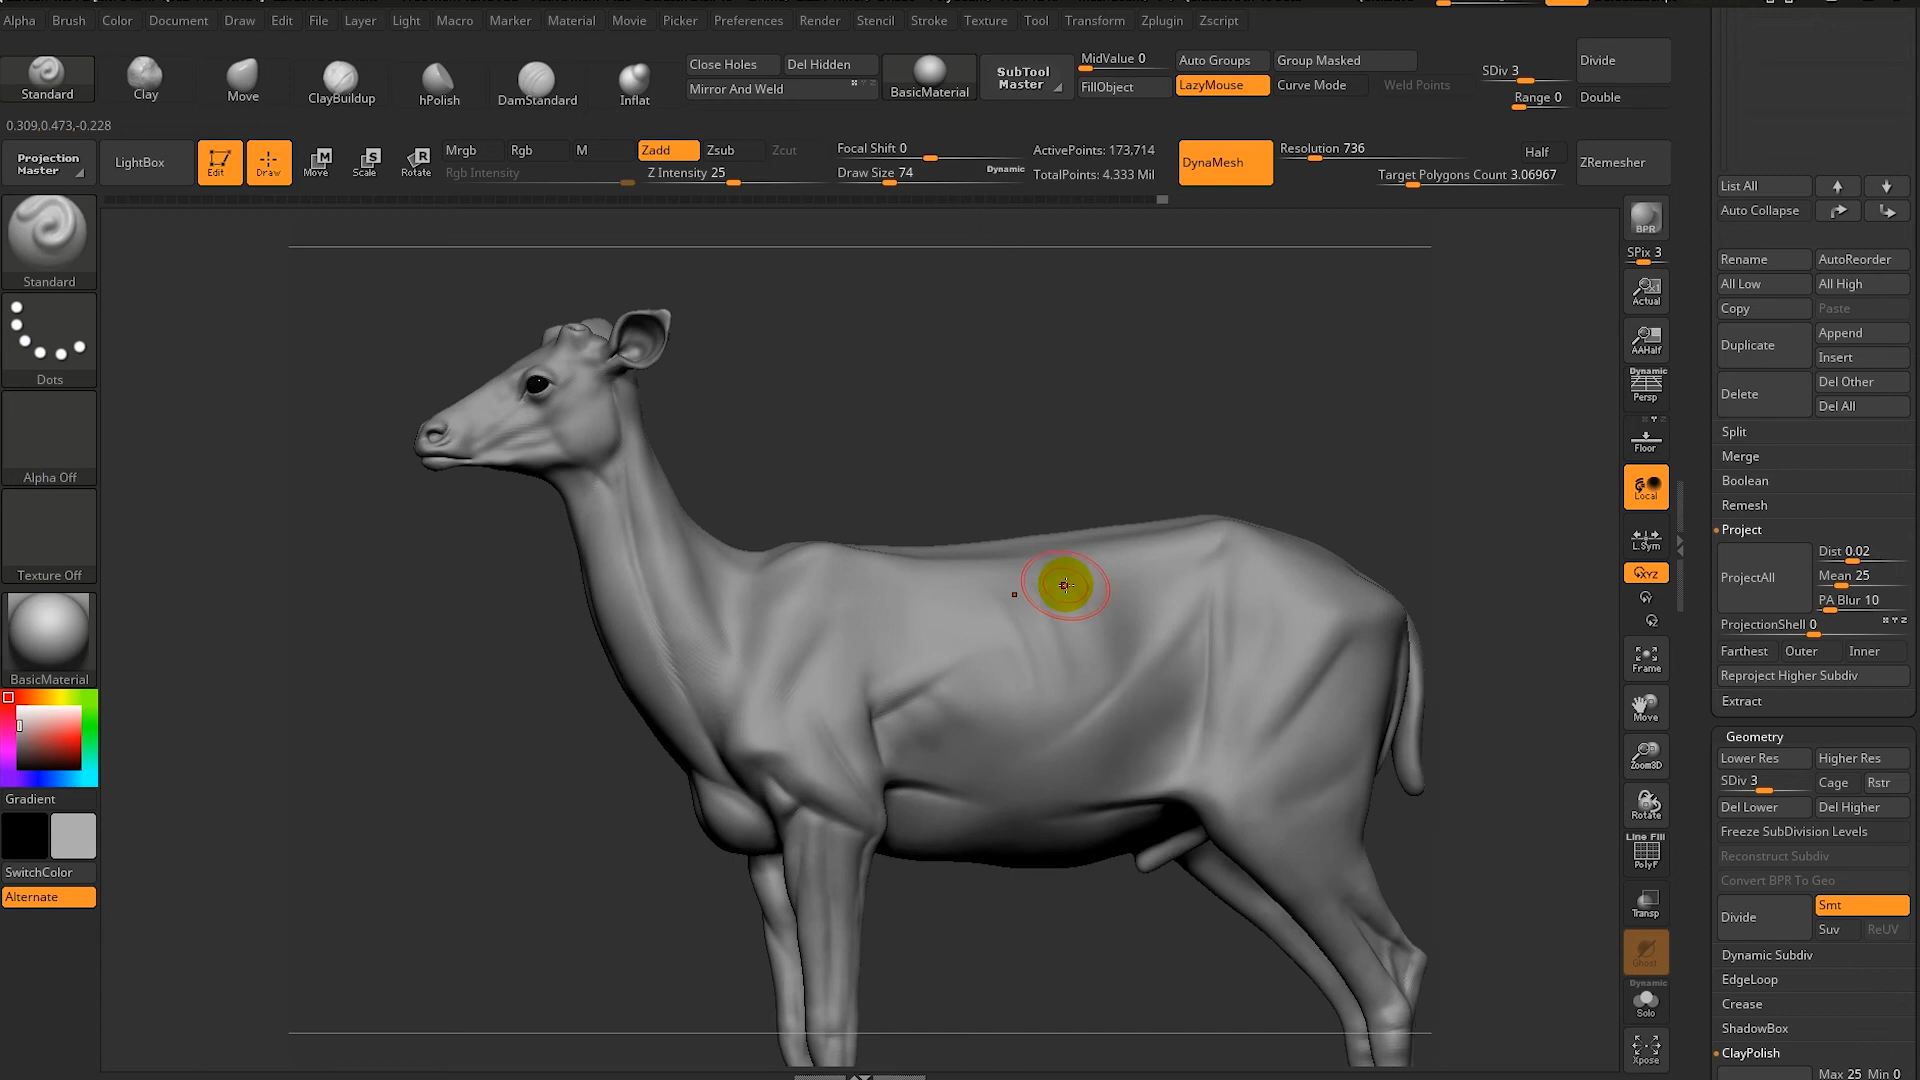 Alpha Brush Color Document Draw Edit File Layer Light Macro Marker Material Movie Picker Preferences Render Stencil Stroke Texture Tool Transform Zplugin Zscript
Standard Clay Move ClayBuildup hPolish DamStandard Inflat
Close Holes Del Hidden
Mirror And Weld
BasicMaterial
SubTool Master
MidValue 0
FillObject
Auto Groups Group Masked
LazyMouse Curve Mode Weld Points
SDiv 3
Range 0
Divide
Double
0.309,0.473,-0.228
Projection Master
LightBox
Edit Draw Move Scale Rotate
Mrgb Rgb M Zadd Zsub Zcut
Rgb Intensity Z Intensity 25
Focal Shift 0
Draw Size 74 Dynamic
ActivePoints: 173,714
TotalPoints: 4.333 Mil
DynaMesh
Resolution 736 Half
Target Polygons Count 3.06967
ZRemesher
Standard
Dots
Alpha Off
Texture Off
BasicMaterial
Gradient
SwitchColor
Alternate
BPR
SPix 3
Actual
AAHalf
Dynamic
Persp
Floor
Local
L.Sym
XYZ
Frame
Move
Zoom3D
Rotate
Line Fill
PolyF
Transp
Ghost
Dynamic
Solo
Xpose
List All
Auto Collapse
Rename AutoReorder
All Low All High
Copy Paste
Duplicate Append
Insert
Delete Del Other
Del All
Split
Merge
Boolean
Remesh
Project
ProjectAll
Dist 0.02
Mean 25
PA Blur 10
ProjectionShell 0
Farthest Outer Inner
Reproject Higher Subdiv
Extract
Geometry
Lower Res Higher Res
SDiv 3 Cage Rstr
Del Lower Del Higher
Freeze SubDivision Levels
Reconstruct Subdiv
Convert BPR To Geo
Divide Smt
Suv ReUV
Dynamic Subdiv
EdgeLoop
Crease
ShadowBox
ClayPolish
Max 25 Min 0